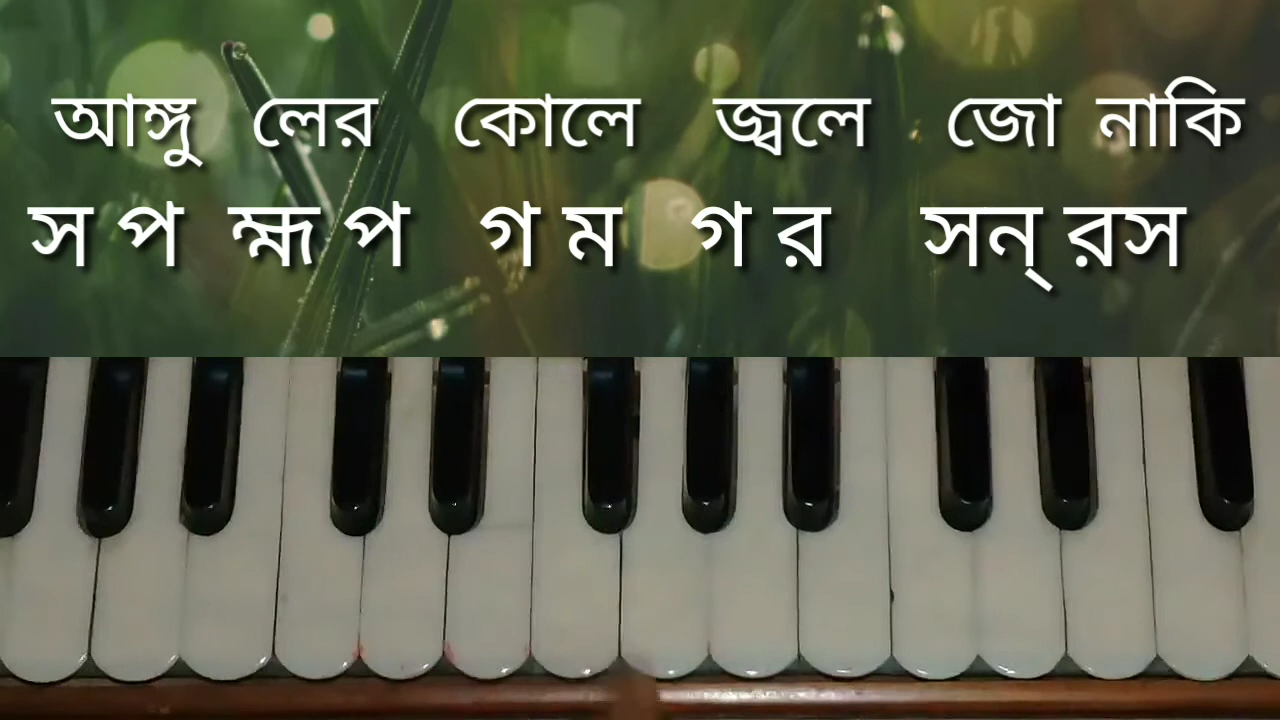 আঙ্গু লের কোলে জ্বলে জো নাকি
স প হ্ম প গ ম গ র সন্ রস